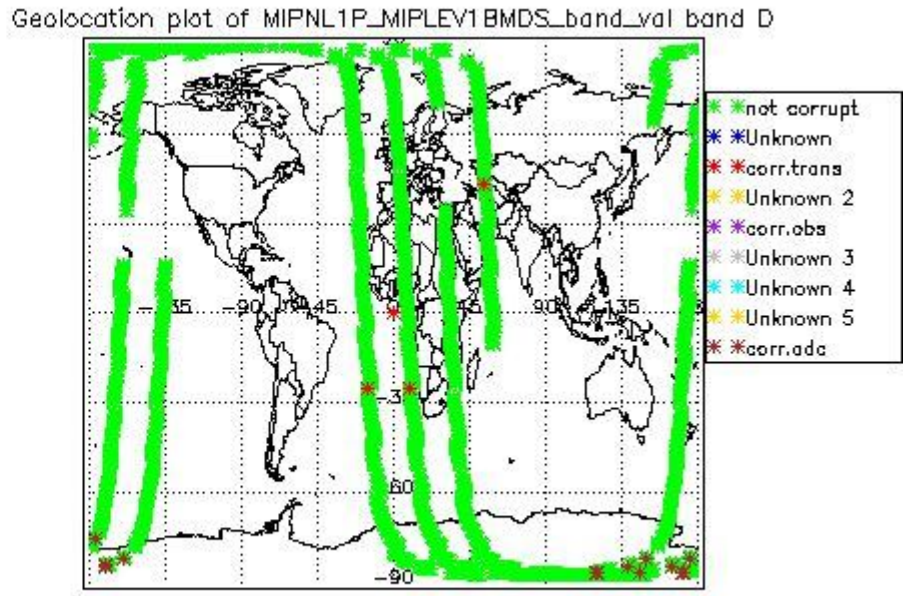 Geolocation plot of MIPNL1P_MIPLEV1BMDS_band_val band D
not corrupt
Unknown
corr.trans
Unknown 2
corr.obs
Unknown 3
Unknown 4
Unknown 5
corr.adc
-135 -90 -45 45 90 135
-60
-90